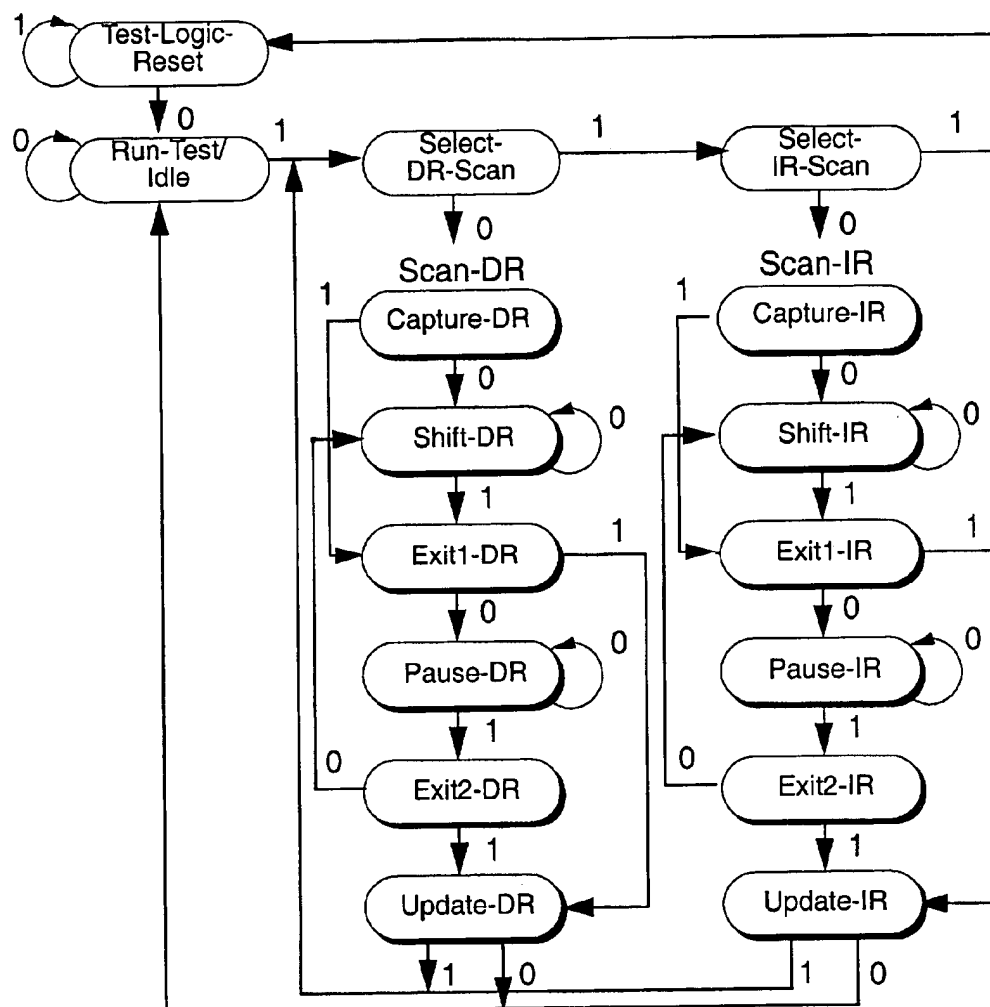 1
Test-Logic-
Reset
0
0
Run-Test/
Idle
1
Select-
DR-Scan
1
Select-
IR-Scan
1
0
0
Scan-DR
Scan-IR
1
Capture-DR
1
Capture-IR
0
0
Shift-DR
0
Shift-IR
0
1
1
Exit1-DR
1
Exit1-IR
1
0
0
Pause-DR
0
Pause-IR
0
1
1
0
Exit2-DR
0
Exit2-IR
1
1
Update-DR
Update-IR
1
0
1
0